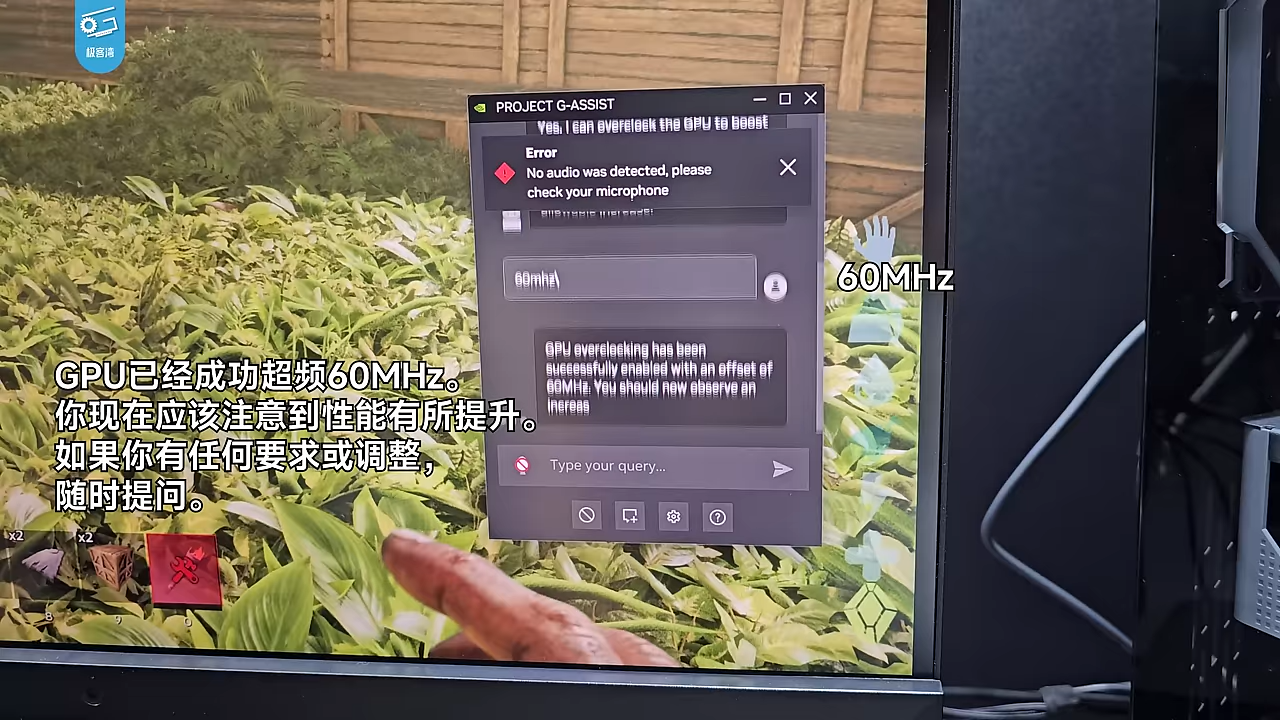 极客湾
PROJECT G-ASSIST
Yes, I can overclock the GPU to boost
Error
No audio was detected, please
check your microphone
allowable increase!
60mhz\
60MHz
GPU overclocking has been
successfully enabled with an offset of
60MHz. You should now observe an
increas
GPU已经成功超频60MHz。
你现在应该注意到性能有所提升。
如果你有任何要求或调整，
随时提问。
Type your query...
x2
x2
8
9
0